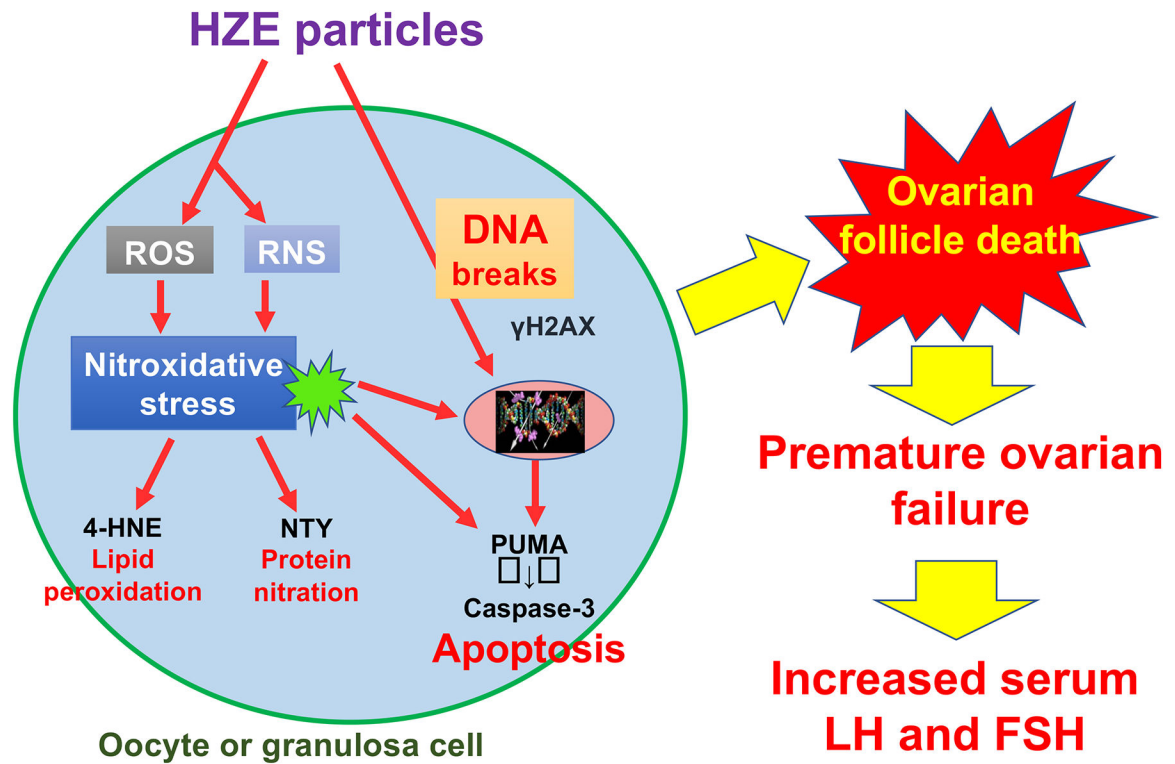 HZE particles
ROS
RNS
DNA
breaks
γH2AX
Nitroxidative
stress
4-HNE
Lipid
peroxidation
NTY
Protein
nitration
PUMA
□↓□
Caspase-3
Apoptosis
Oocyte or granulosa cell
Ovarian
follicle death
Premature ovarian
failure
Increased serum
LH and FSH